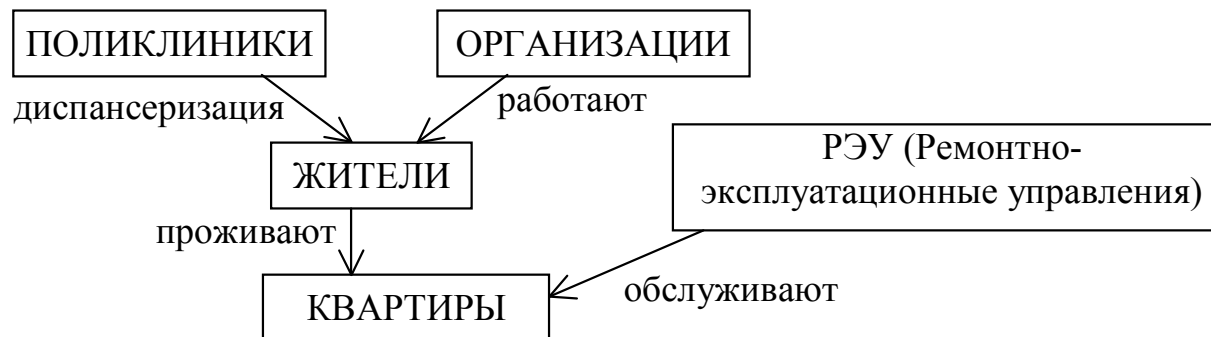 ПОЛИКЛИНИКИ
ОРГАНИЗАЦИИ
диспансеризация
работают
ЖИТЕЛИ
РЭУ (Ремонтно-
эксплуатационные управления)
проживают
обслуживают
КВАРТИРЫ